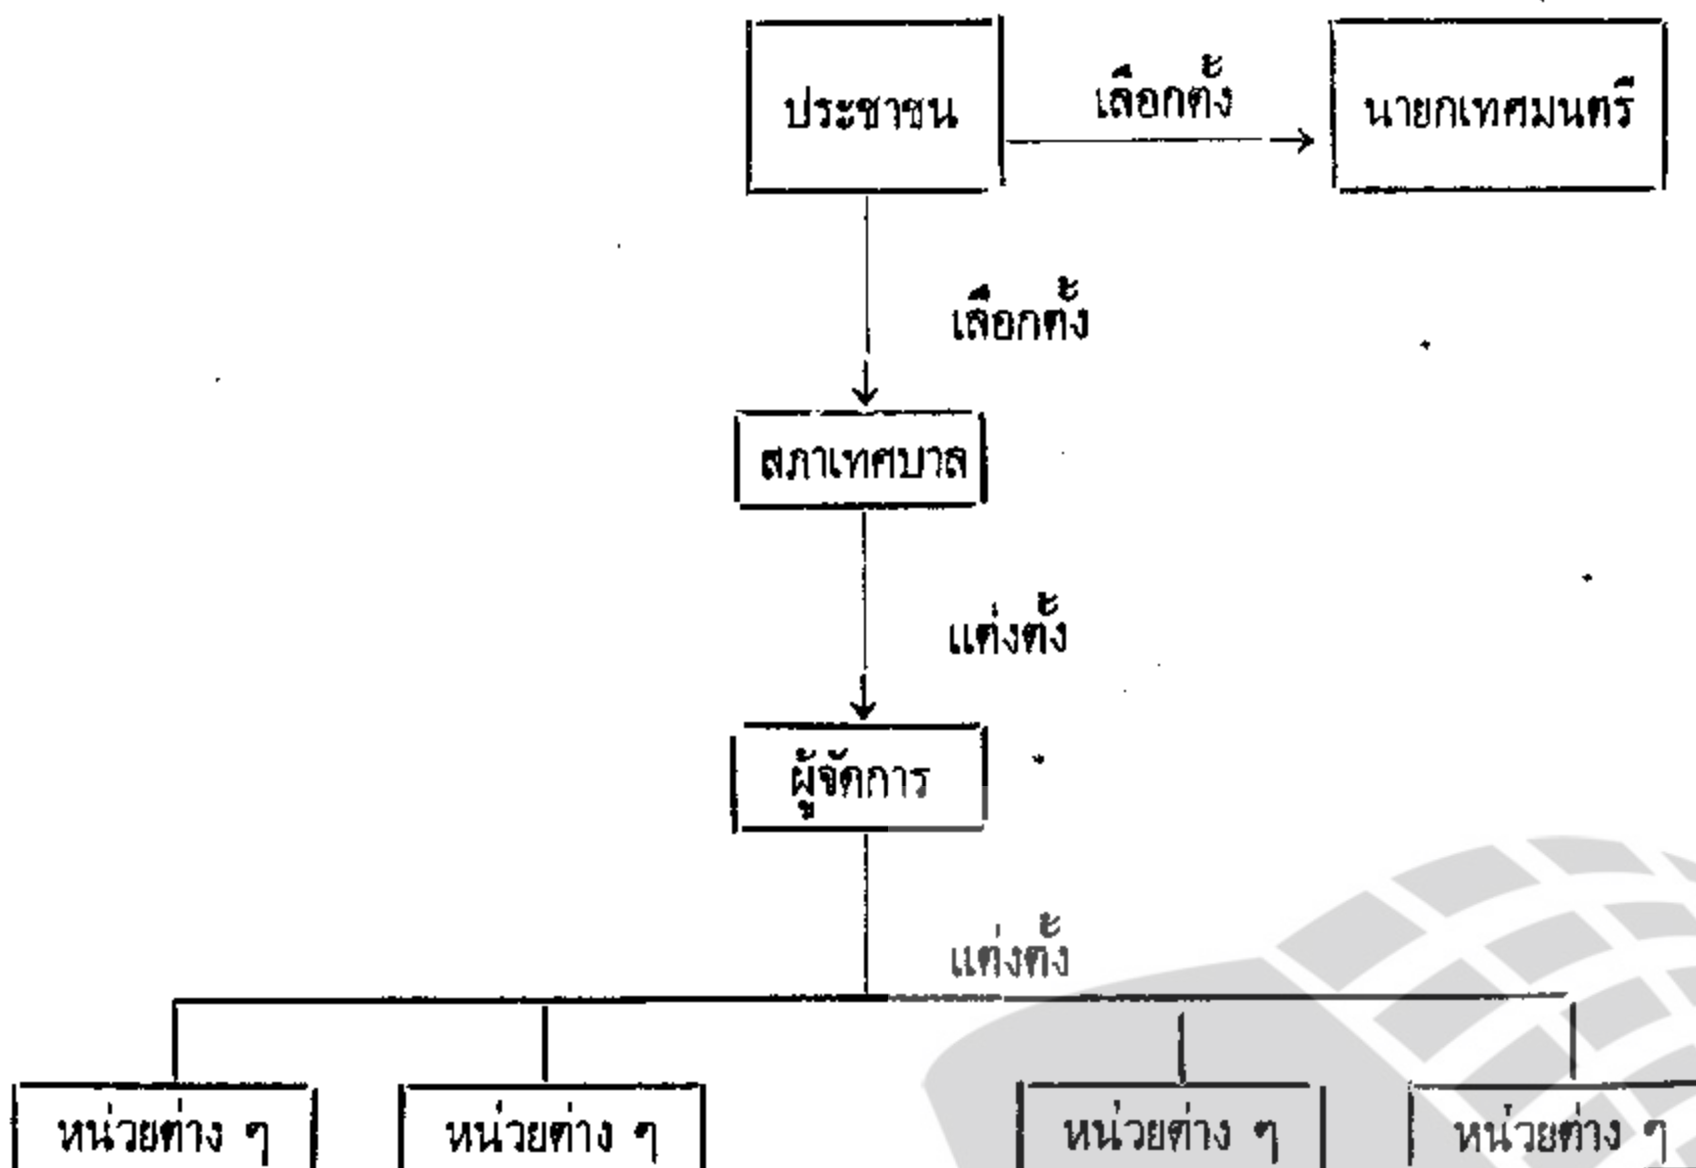 ประชาชน
เลือกตั้ง
นายกเทศมนตรี
เลือกตั้ง
สภาเทศบาล
แต่งตั้ง
ผู้จัดการ
แต่งตั้ง
หน่วยต่าง ๆ หน่วยต่าง ๆ หน่วยต่าง ๆ หน่วยต่าง ๆ